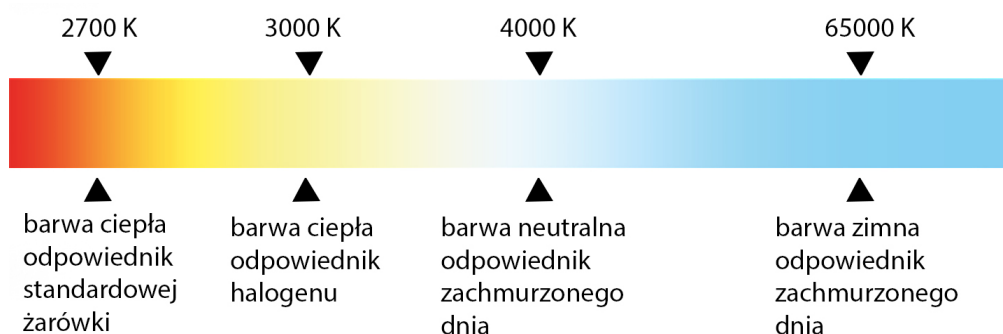 2700 K
3000 K
4000 K
65000 K
barwa ciepła
odpowiednik
standardowej
żarówki
barwa ciepła
odpowiednik
halogenu
barwa neutralna
odpowiednik
zachmurzonego
dnia
barwa zimna
odpowiednik
zachmurzonego
dnia